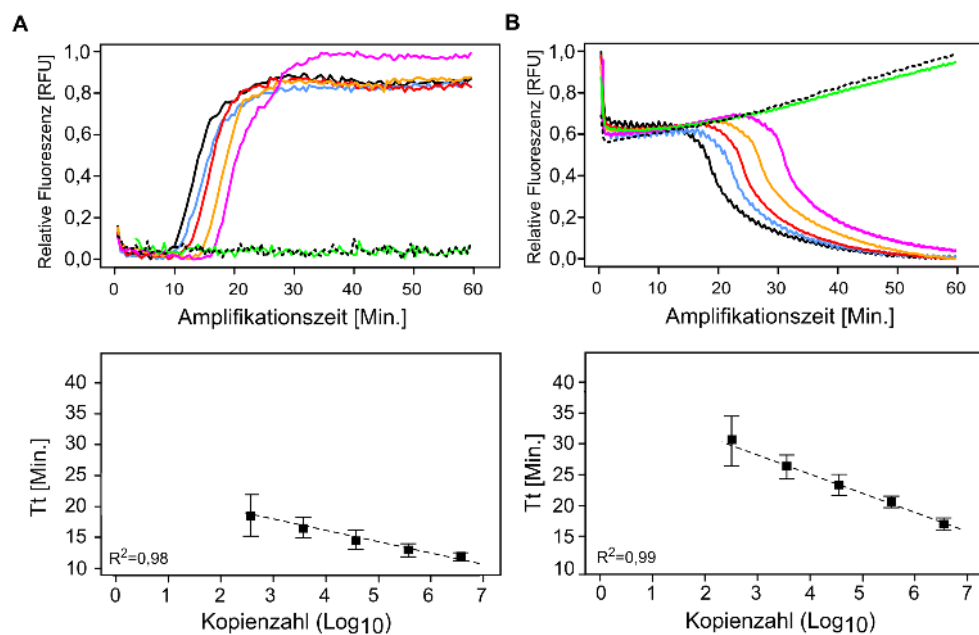 A
Relative Fluoreszenz [RFU]
1,0
0,8
0,6
0,4
0,2
0,0
0 10 20 30 40 50 60
Amplifikationszeit [Min.]
B
Relative Fluoreszenz [RFU]
1,0
0,8
0,6
0,4
0,2
0,0
0 10 20 30 40 50 60
Amplifikationszeit [Min.]
Tt [Min.]
40
35
30
25
20
15
10
R²=0,98
0 1 2 3 4 5 6 7
Kopienzahl (Log₁₀)
Tt [Min.]
40
35
30
25
20
15
10
R²=0,99
0 1 2 3 4 5 6 7
Kopienzahl (Log₁₀)